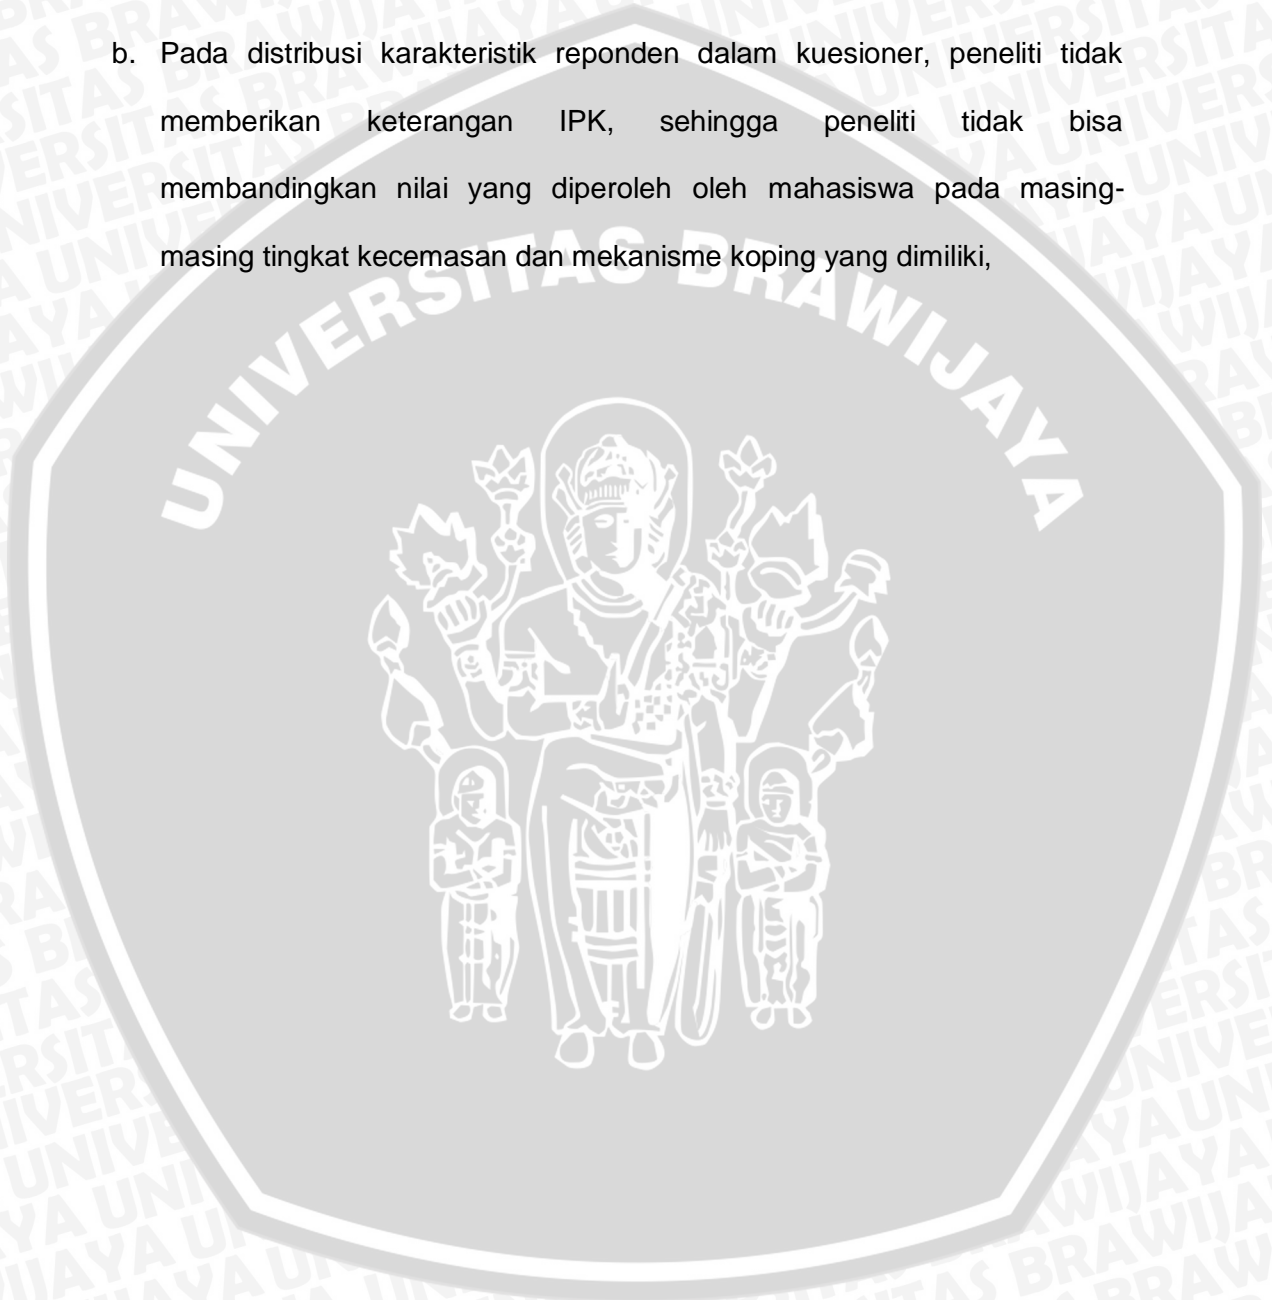 b. Pada distribusi karakteristik reponden dalam kuesioner, peneliti tidak
memberikan keterangan IPK, sehingga peneliti tidak bisa
membandingkan nilai yang diperoleh oleh mahasiswa pada masing-
masing tingkat kecemasan dan mekanisme koping yang dimiliki,
UNIVERSITAS BRAWIJAYA